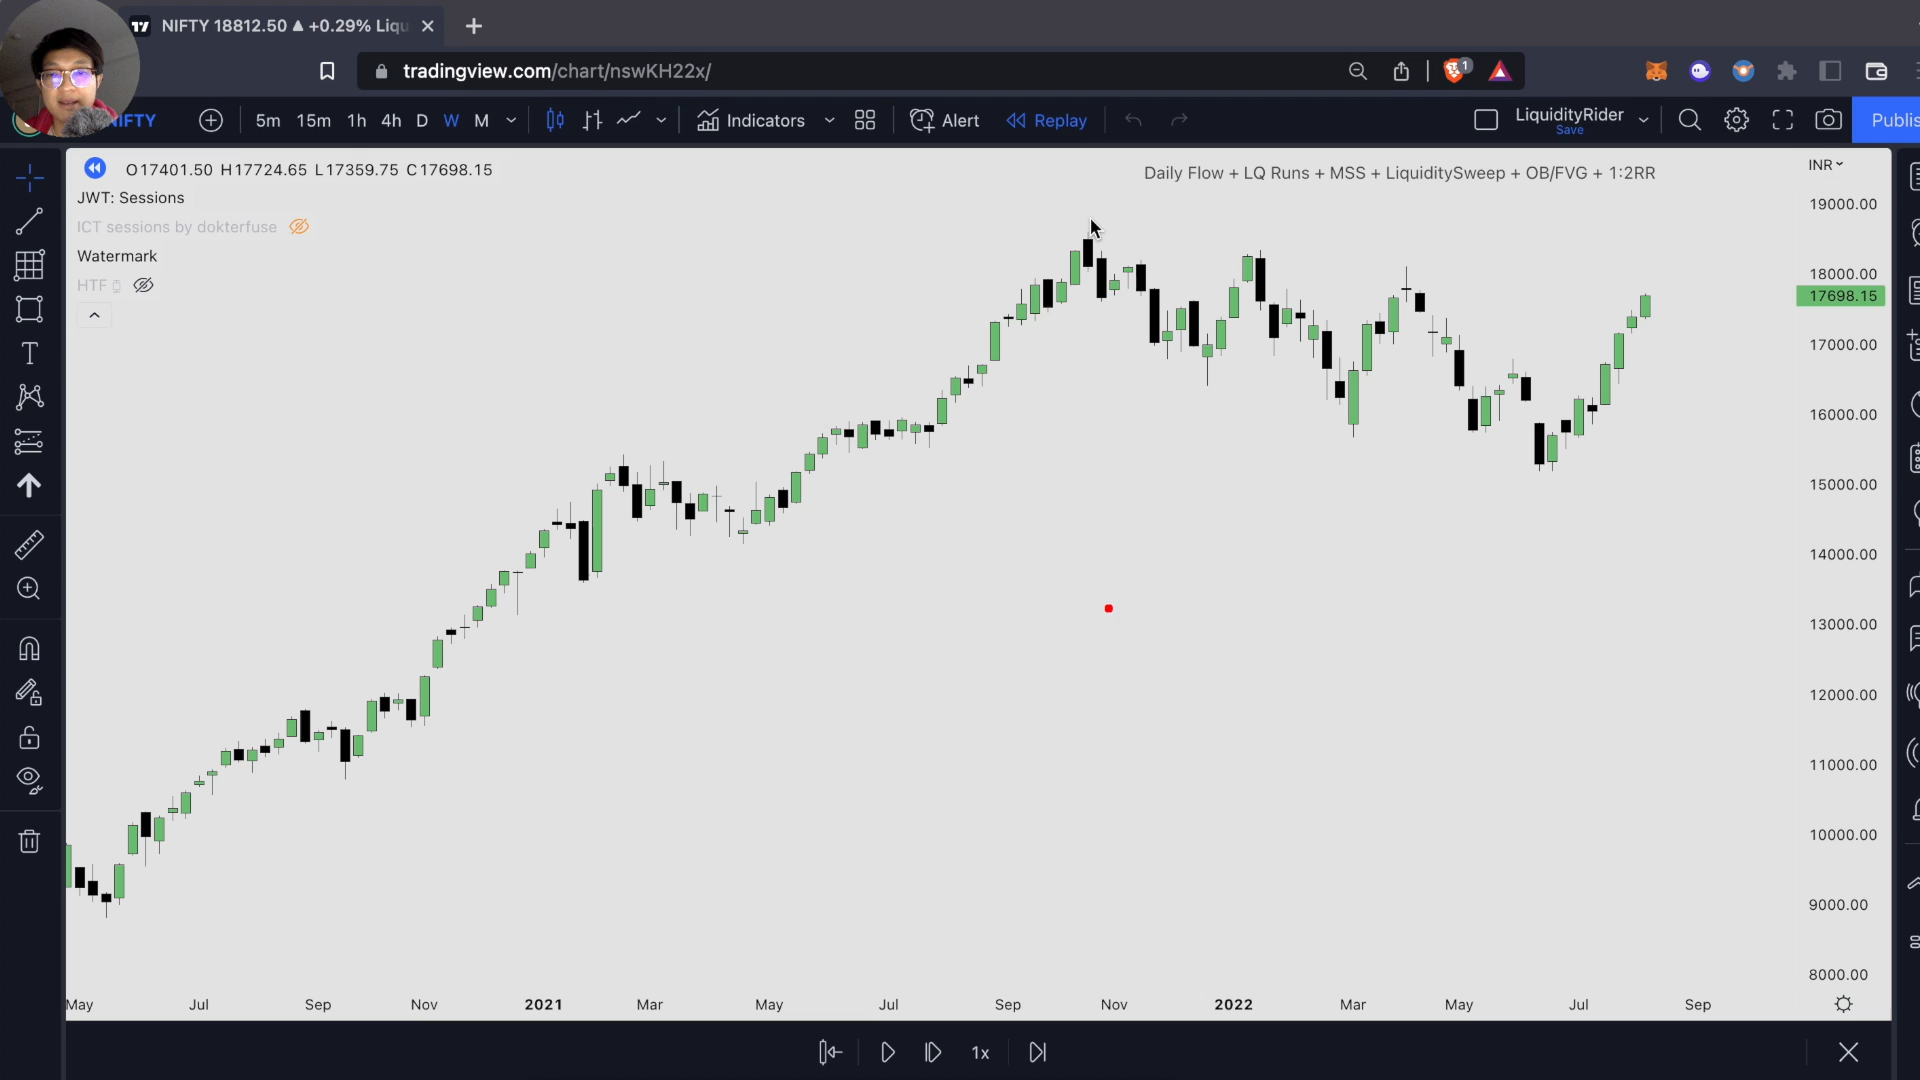 NIFTY 18812.50 ▲ +0.29% Liqu
tradingview.com/chart/nswKH22x/
1
NIFTY
5m 15m 1h 4h D W M
Indicators
Alert
Replay
LiquidityRider
Save
Publis
O17401.50 H17724.65 L17359.75 C17698.15
Daily Flow + LQ Runs + MSS + LiquiditySweep + OB/FVG + 1:2RR
INR
JWT: Sessions
ICT sessions by dokterfuse
Watermark
HTF
19000.00
18000.00
17698.15
17000.00
16000.00
15000.00
14000.00
13000.00
12000.00
11000.00
10000.00
9000.00
8000.00
May Jul Sep Nov 2021 Mar May Jul Sep Nov 2022 Mar May Jul Sep
1x